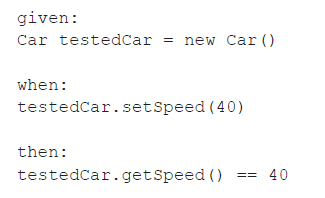 given:
Car testedCar = new Car()
when:
testedCar.setSpeed(40)
then:
testedCar.getSpeed() == 40